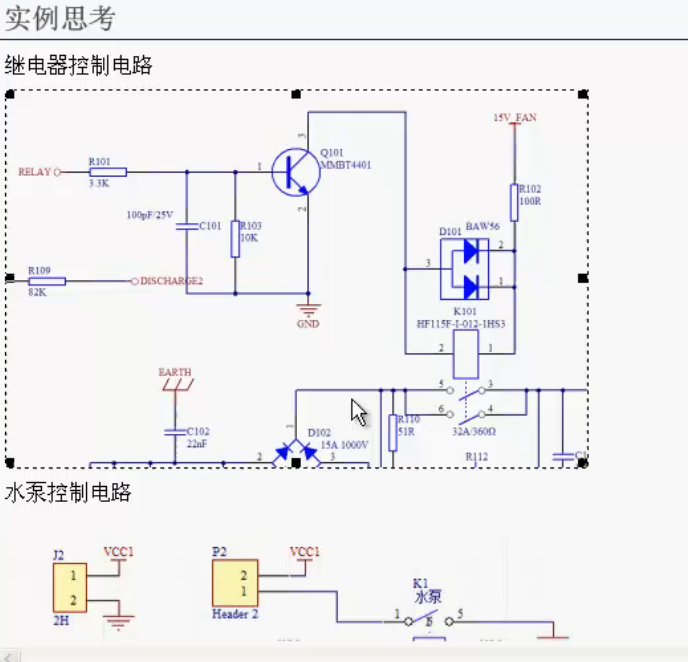 实例思考
继电器控制电路
15V_FAN
3
Q101
MMBT4401
RELAY
R101
3.3K
1
2
R102
100R
100pF/25V
C101
R103
10K
D101
BAW56
3
2
1
R109
82K
DISCHARGE2
GND
K101
HF115F-I-012-1HS3
2
1
EARTH
5
3
6
4
C102
22nF
1
D102
15A 1000V
2
3
R110
51R
32A/360Ω
R112
水泵控制电路
J2
VCC1
1
2
2H
P2
VCC1
2
1
Header 2
K1
水泵
1
5